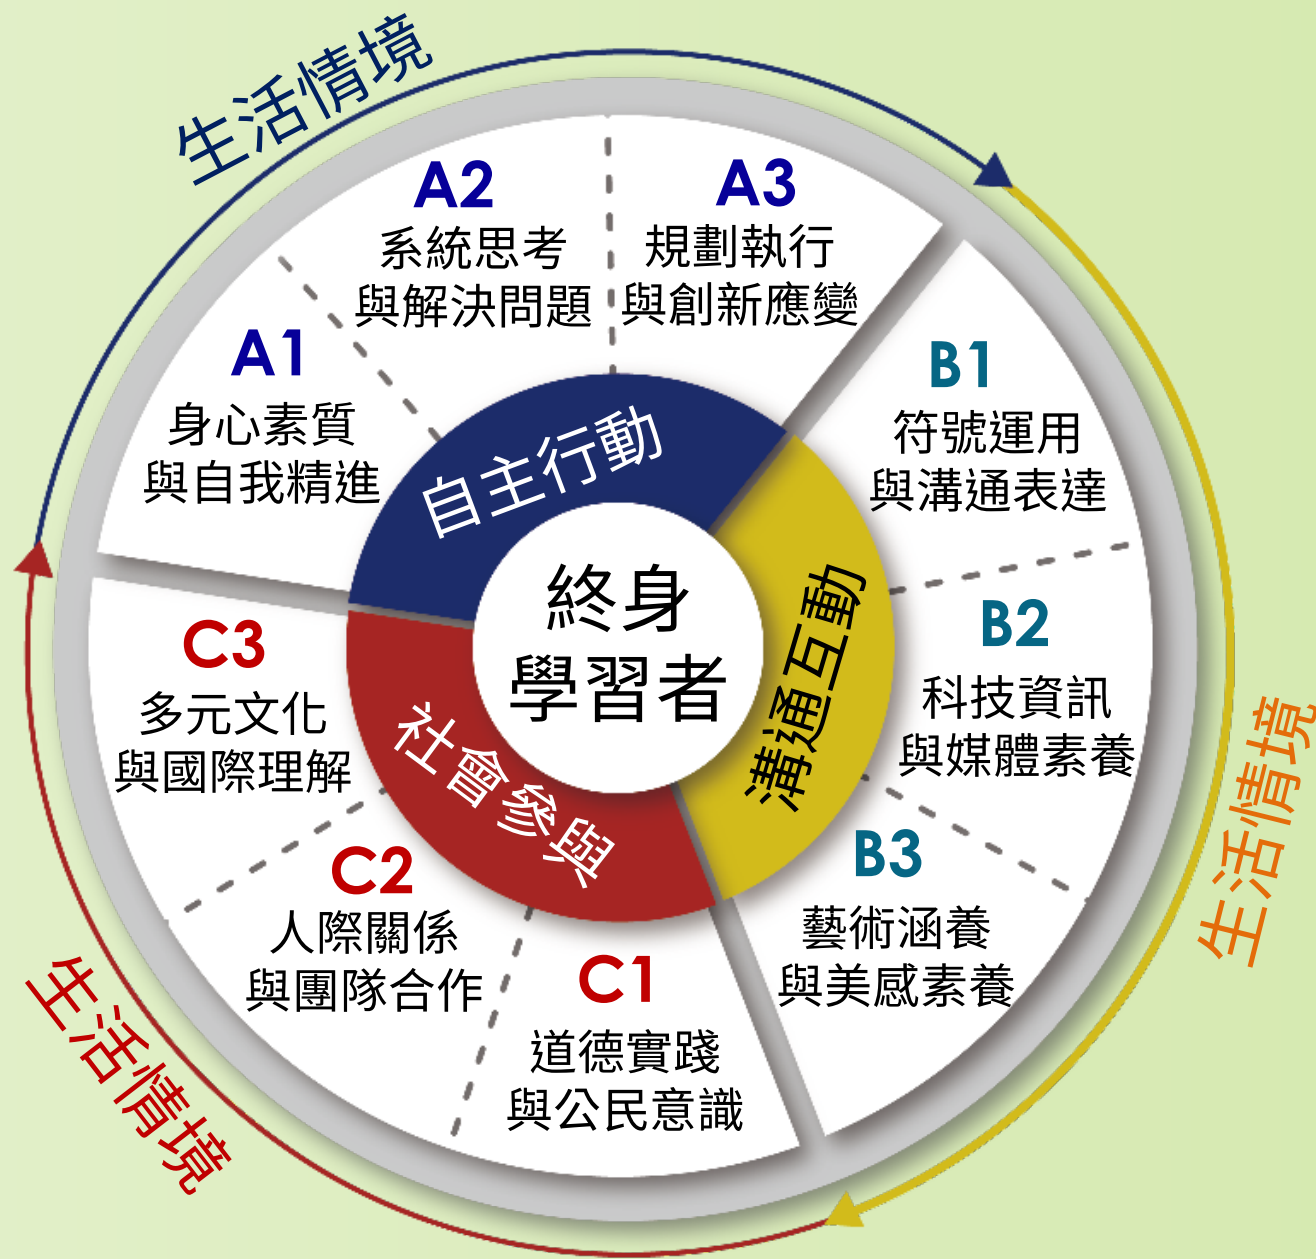 生活情境
A1
身心素質
與自我精進
A2
系統思考
與解決問題
A3
規劃執行
與創新應變
自主行動
生活情境
B1
符號運用
與溝通表達
B2
科技資訊
與媒體素養
B3
藝術涵養
與美感素養
溝通互動
生活情境
C1
道德實踐
與公民意識
C2
人際關係
與團隊合作
C3
多元文化
與國際理解
社會參與
終身
學習者